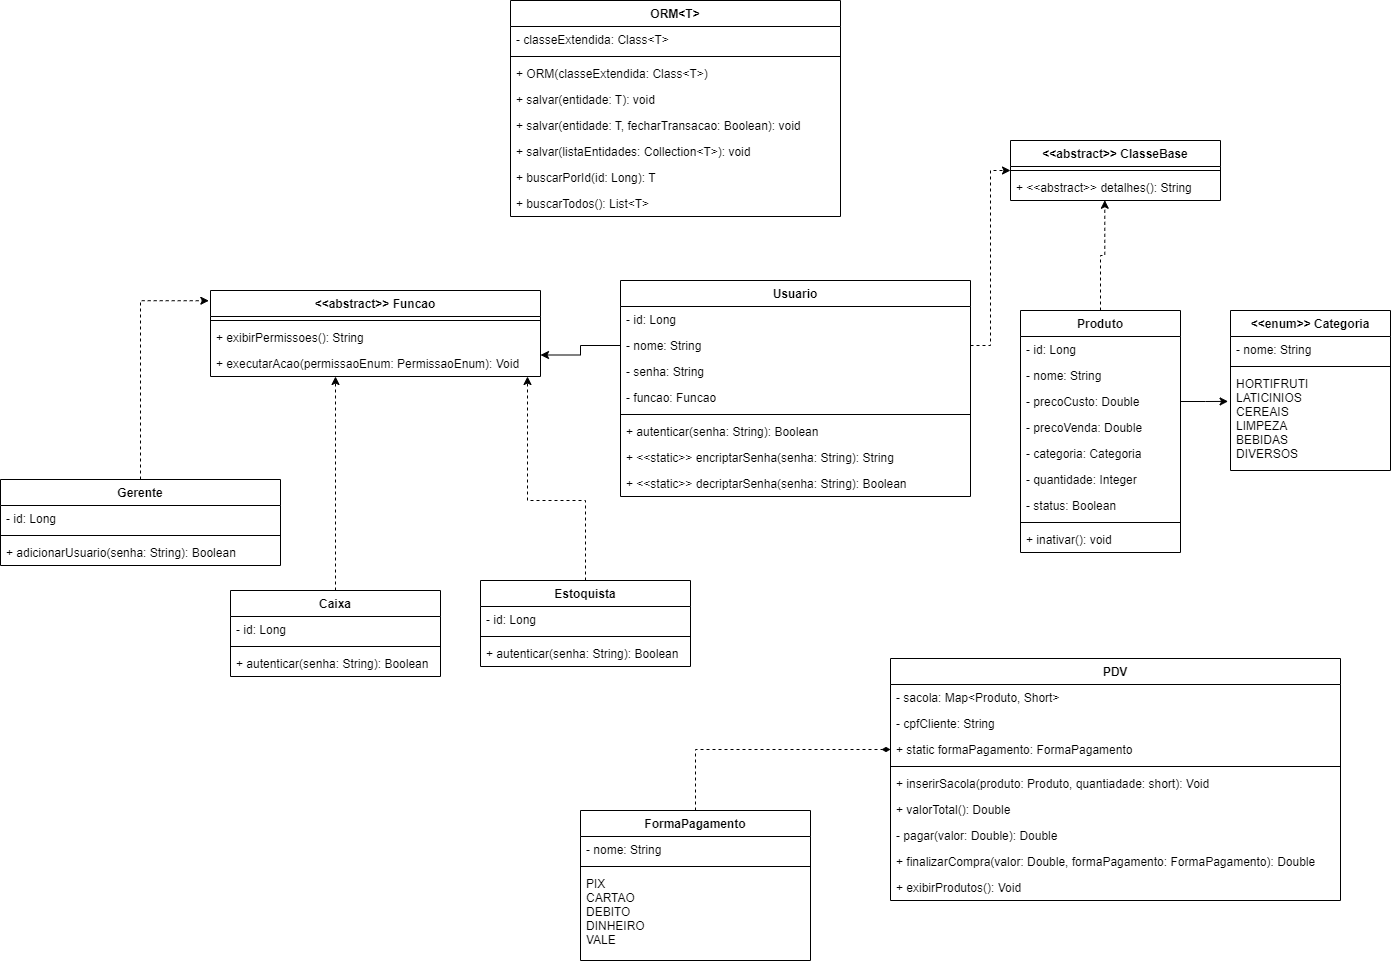 ORM<T>
- classeExtendida: Class<T>
+ ORM(classeExtendida: Class<T>)
+ salvar(entidade: T): void
+ salvar(entidade: T, fecharTransacao: Boolean): void
+ salvar(listaEntidades: Collection<T>): void
+ buscarPorId(id: Long): T
+ buscarTodos(): List<T>
<<abstract>> ClasseBase
+ <<abstract>> detalhes(): String
<<abstract>> Funcao
+ exibirPermissoes(): String
+ executarAcao(permissaoEnum: PermissaoEnum): Void
Usuario
- id: Long
- nome: String
- senha: String
- funcao: Funcao
+ autenticar(senha: String): Boolean
+ <<static>> encriptarSenha(senha: String): String
+ <<static>> decriptarSenha(senha: String): Boolean
Produto
- id: Long
- nome: String
- precoCusto: Double
- precoVenda: Double
- categoria: Categoria
- quantidade: Integer
- status: Boolean
+ inativar(): void
<<enum>> Categoria
- nome: String
HORTIFRUTI
LATICINIOS
CEREAIS
LIMPEZA
BEBIDAS
DIVERSOS
Gerente
- id: Long
+ adicionarUsuario(senha: String): Boolean
Caixa
- id: Long
+ autenticar(senha: String): Boolean
Estoquista
- id: Long
+ autenticar(senha: String): Boolean
PDV
- sacola: Map<Produto, Short>
- cpfCliente: String
+ static formaPagamento: FormaPagamento
+ inserirSacola(produto: Produto, quantiadade: short): Void
+ valorTotal(): Double
- pagar(valor: Double): Double
+ finalizarCompra(valor: Double, formaPagamento: FormaPagamento): Double
+ exibirProdutos(): Void
FormaPagamento
- nome: String
PIX
CARTAO
DEBITO
DINHEIRO
VALE